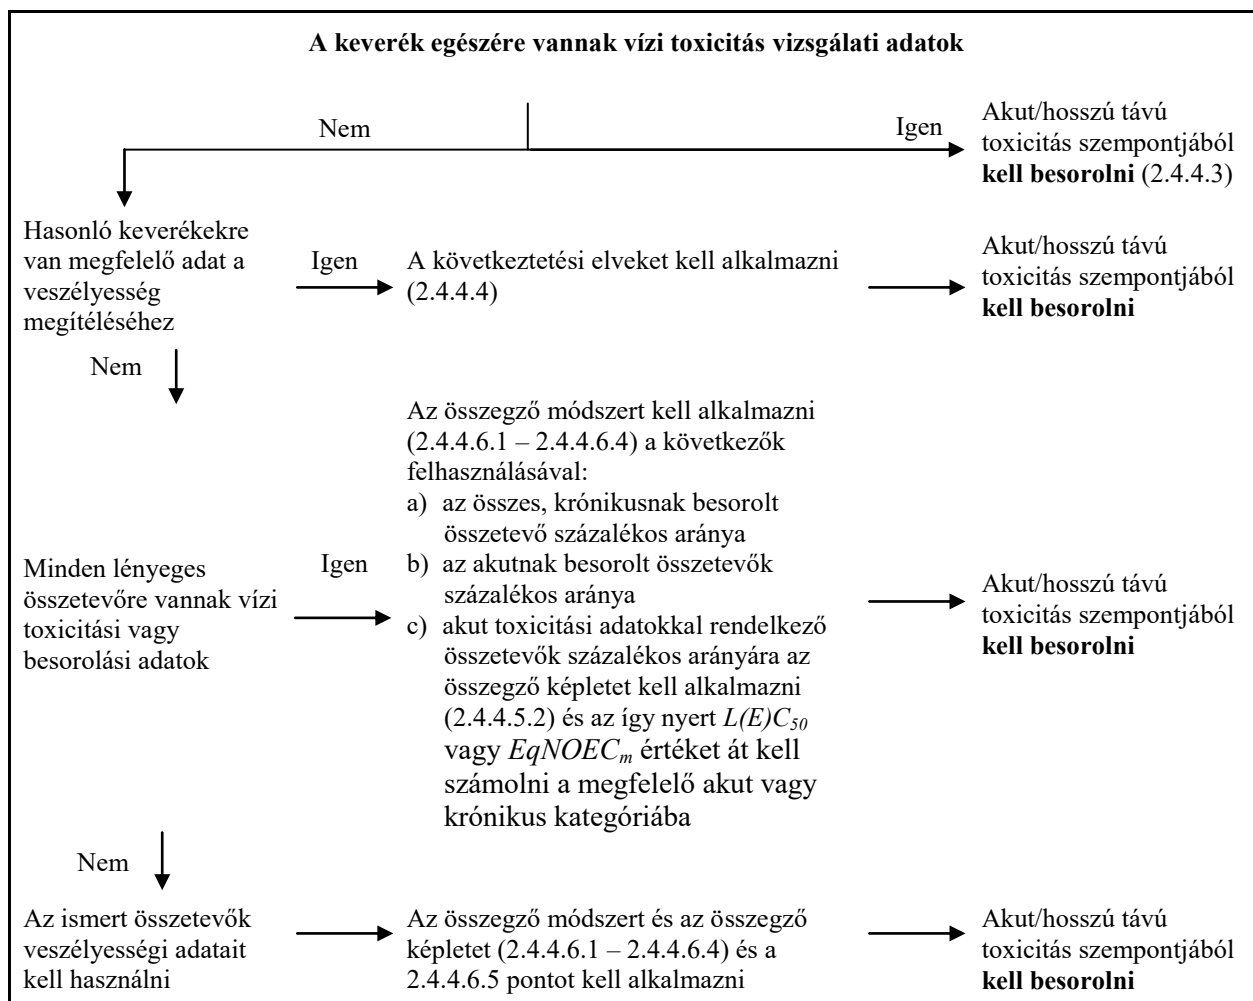 A keverék egészére vannak vízi toxicitás vizsgálati adatok
Nem
Igen
Akut/hosszú távú
toxicitás szempontjából
kell besorolni (2.4.4.3)
Hasonló keverékekre
van megfelelő adat a
veszélyesség
megítéléséhez
Igen
A következtetési elveket kell alkalmazni
(2.4.4.4)
Akut/hosszú távú
toxicitás szempontjából
kell besorolni
Nem
Minden lényeges
összetevőre vannak vízi
toxicitási vagy
besorolási adatok
Igen
Az összegző módszert kell alkalmazni
(2.4.4.6.1 – 2.4.4.6.4) a következők
felhasználásával:
a) az összes, krónikusnak besorolt
összetevő százalékos aránya
b) az akutnak besorolt összetevők
százalékos aránya
c) akut toxicitási adatokkal rendelkező
összetevők százalékos arányára az
összegző képletet kell alkalmazni
(2.4.4.5.2) és az így nyert L(E)C50
vagy EqNOECm értéket át kell
számolni a megfelelő akut vagy
krónikus kategóriába
Akut/hosszú távú
toxicitás szempontjából
kell besorolni
Nem
Az ismert összetevők
veszélyességi adatait
kell használni
Az összegző módszert és az összegző
képletet (2.4.4.6.1 – 2.4.4.6.4) és a
2.4.4.6.5 pontot kell alkalmazni
Akut/hosszú távú
toxicitás szempontjából
kell besorolni